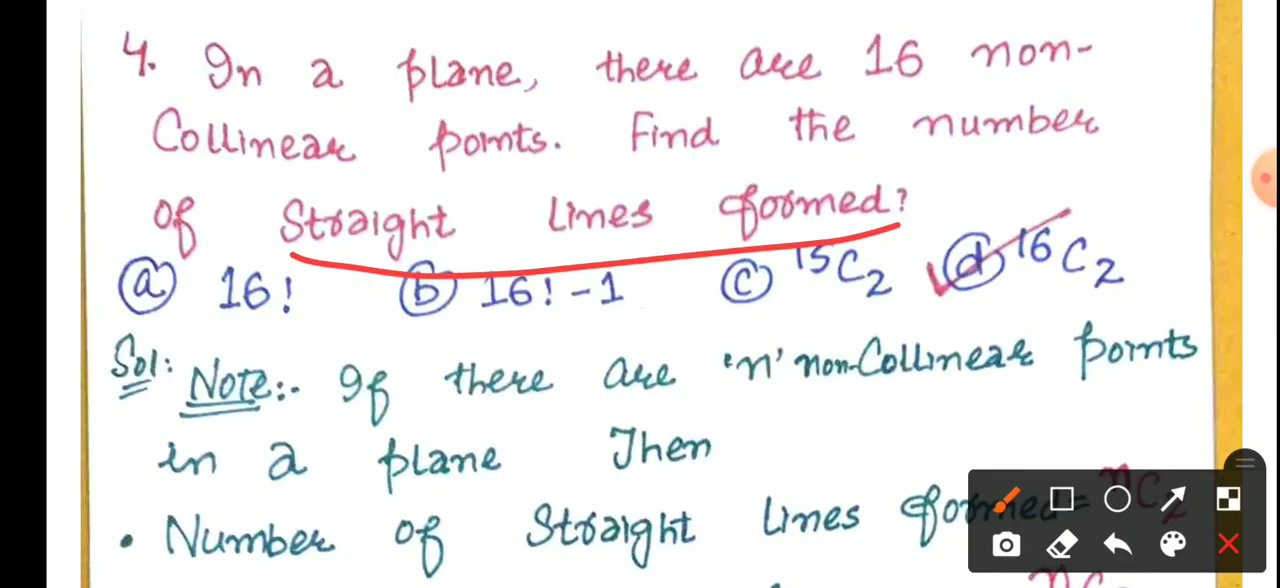 4. In a plane, there are 16 non-
Collinear points. Find the number
of Straight lines formed?
(a) 16! (b) 16! -1 (c) ¹⁵C₂ (d) ¹⁶C₂
Sol: Note:- If there are 'n' non-Collinear points
in a plane Then
• Number of Straight lines formed = ⁿC₂